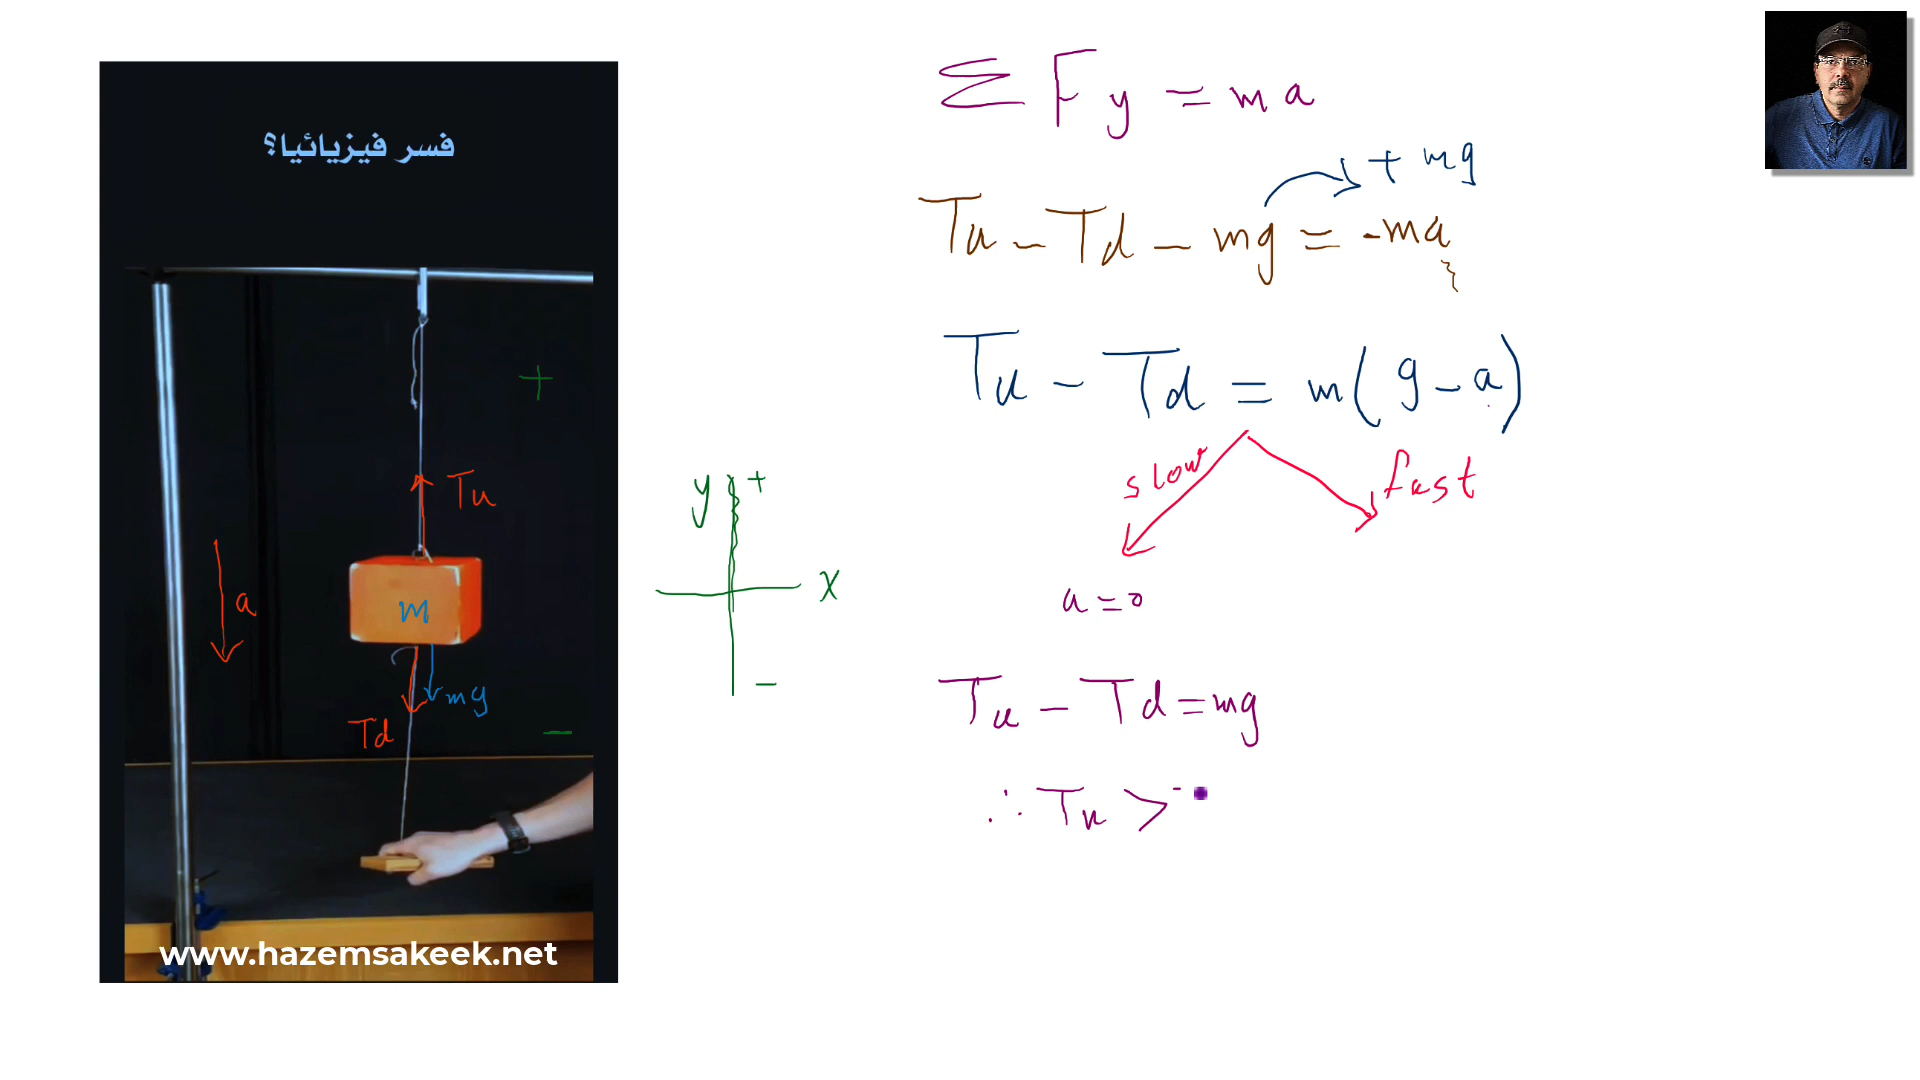 فسر فيزيائيا؟
+
Tu
a
m
mg
Td
−
www.hazemsakeek.net
y +
x
−
ΣFy = ma
+ mg
Tu − Td − mg = -ma
Tu − Td = m(g − a)
slow
fast
a = 0
Tu − Td = mg
∴ Tu >